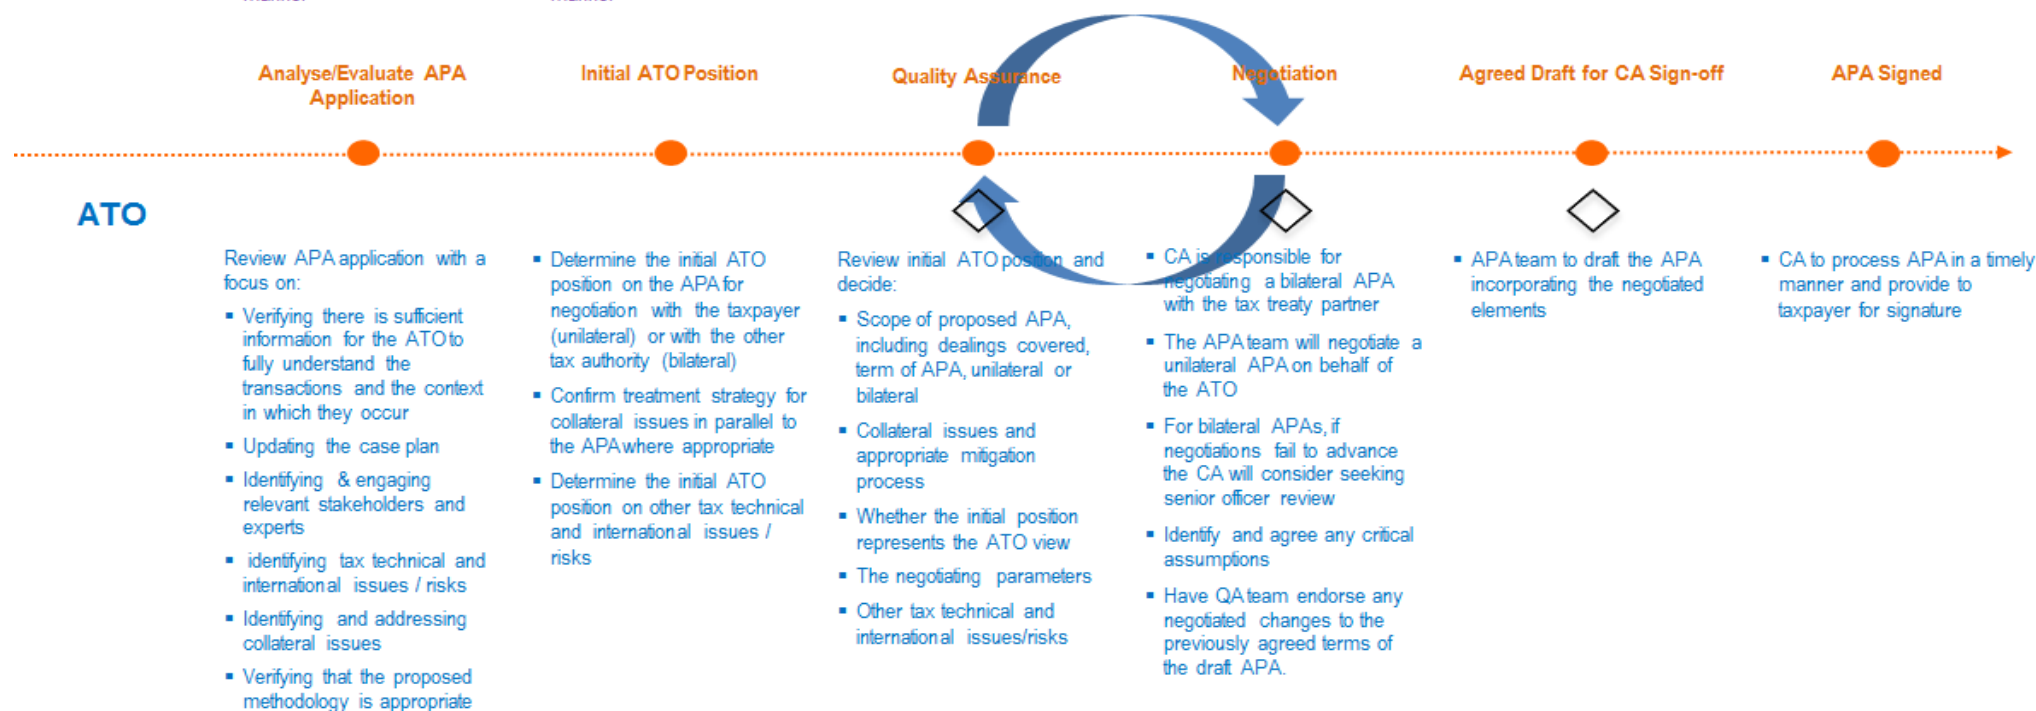 manner
manner
Analyse/Evaluate APA
Application
Initial ATO Position
Quality Assurance
Negotiation
Agreed Draft for CA Sign-off
APA Signed
ATO
Review APA application with a
focus on:
▪ Verifying there is sufficient
information for the ATO to
fully understand the
transactions and the context
in which they occur
▪ Updating the case plan
▪ Identifying & engaging
relevant stakeholders and
experts
▪ identifying tax technical and
international issues / risks
▪ Identifying and addressing
collateral issues
▪ Verifying that the proposed
methodology is appropriate
▪ Determine the initial ATO
position on the APA for
negotiation with the taxpayer
(unilateral) or with the other
tax authority (bilateral)
▪ Confirm treatment strategy for
collateral issues in parallel to
the APA where appropriate
▪ Determine the initial ATO
position on other tax technical
and international issues /
risks
Review initial ATO position and
decide:
▪ Scope of proposed APA,
including dealings covered,
term of APA, unilateral or
bilateral
▪ Collateral issues and
appropriate mitigation
process
▪ Whether the initial position
represents the ATO view
▪ The negotiating parameters
▪ Other tax technical and
international issues/risks
▪ CA is responsible for
negotiating a bilateral APA
with the tax treaty partner
▪ The APA team will negotiate a
unilateral APA on behalf of
the ATO
▪ For bilateral APAs, if
negotiations fail to advance
the CA will consider seeking
senior officer review
▪ Identify and agree any critical
assumptions
▪ Have QA team endorse any
negotiated changes to the
previously agreed terms of
the draft APA.
▪ APA team to draft the APA
incorporating the negotiated
elements
▪ CA to process APA in a timely
manner and provide to
taxpayer for signature